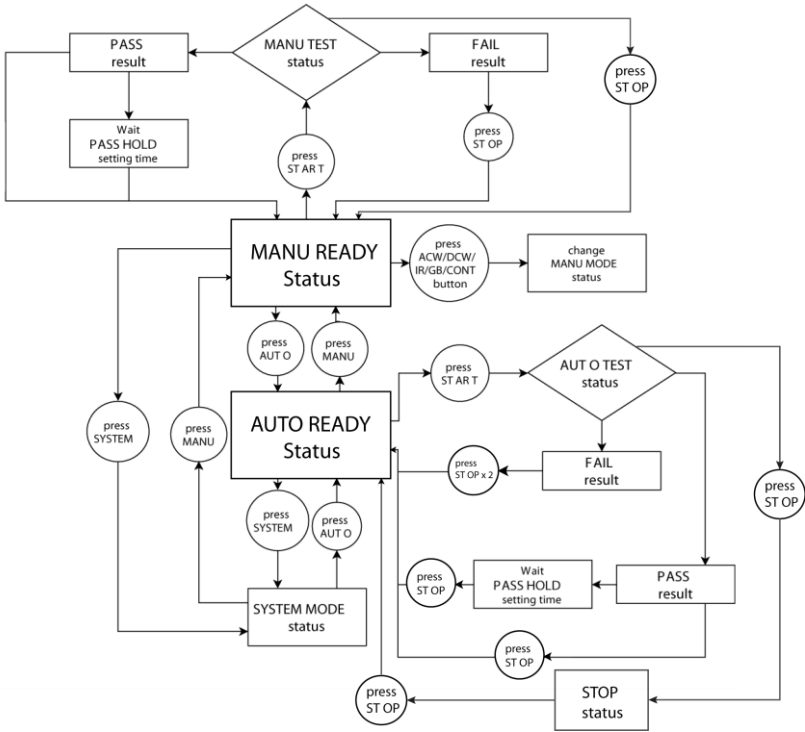 PASS
result
MANU TEST
status
FAIL
result
press
ST OP
Wait
PASS HOLD
setting time
press
ST AR T
press
ST OP
MANU READY
Status
press
ACW/DCW/
IR/GB/CONT
button
change
MANU MODE
status
press
AUT O
press
MANU
press
ST AR T
AUT O TEST
status
press
SYSTEM
press
MANU
AUTO READY
Status
press
ST OP x 2
FAIL
result
press
ST OP
press
SYSTEM
press
AUT O
press
ST OP
Wait
PASS HOLD
setting time
PASS
result
SYSTEM MODE
status
press
ST OP
press
ST OP
STOP
status